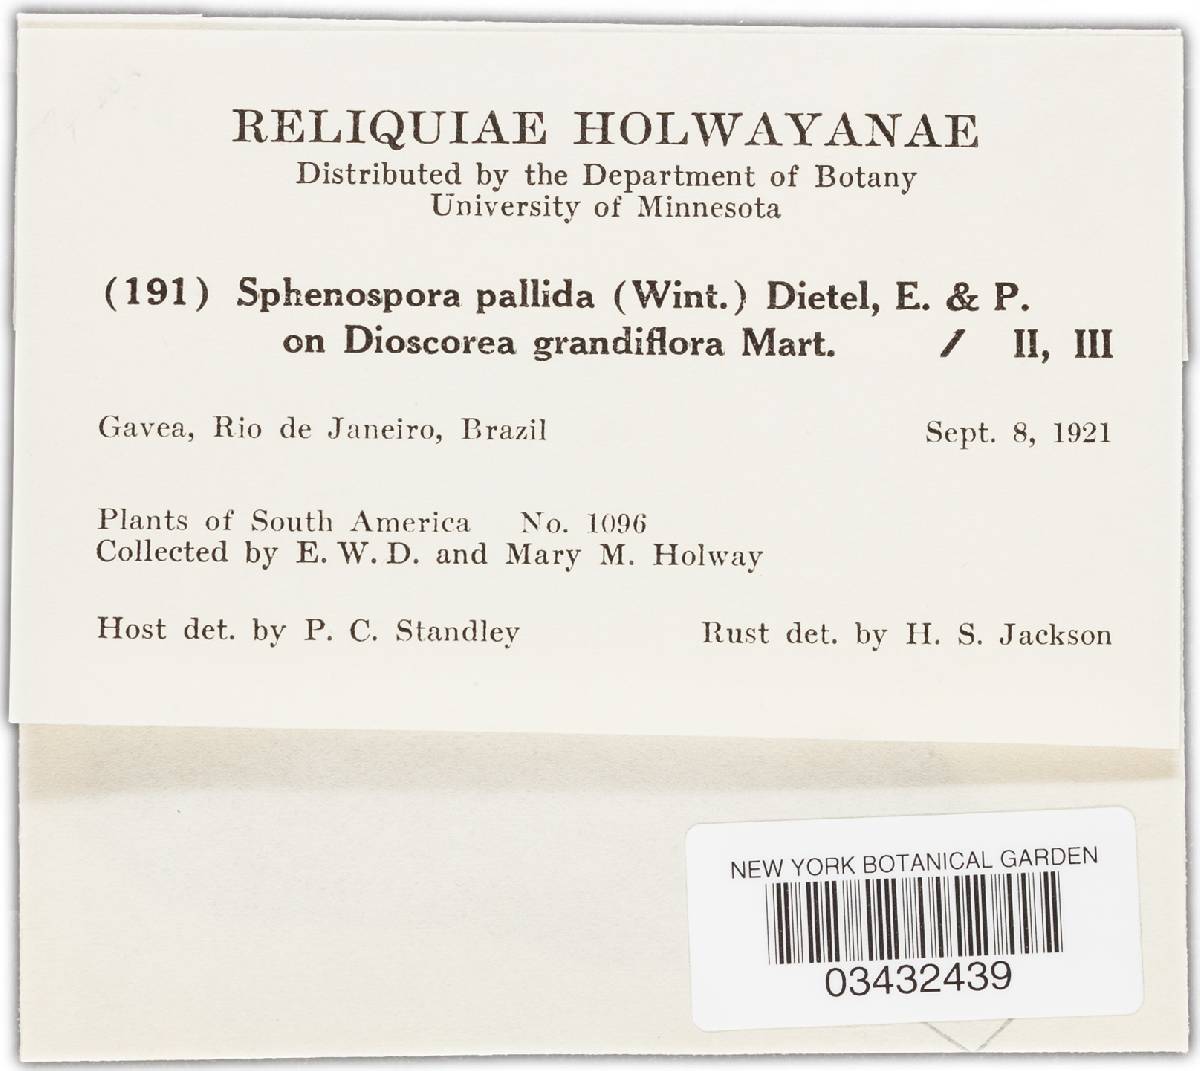 RELIQUIAE HOLWAYANAE
Distributed by the Department of Botany
University of Minnesota
(191) Sphenospora pallida (Wint.) Dietel, E. & P.
on Dioscorea grandiflora Mart. / II, III
Gavea, Rio de Janeiro, Brazil Sept. 8, 1921
Plants of South America No. 1096
Collected by E. W. D. and Mary M. Holway
Host det. by P. C. Standley Rust det. by H. S. Jackson
NEW YORK BOTANICAL GARDEN
03432439